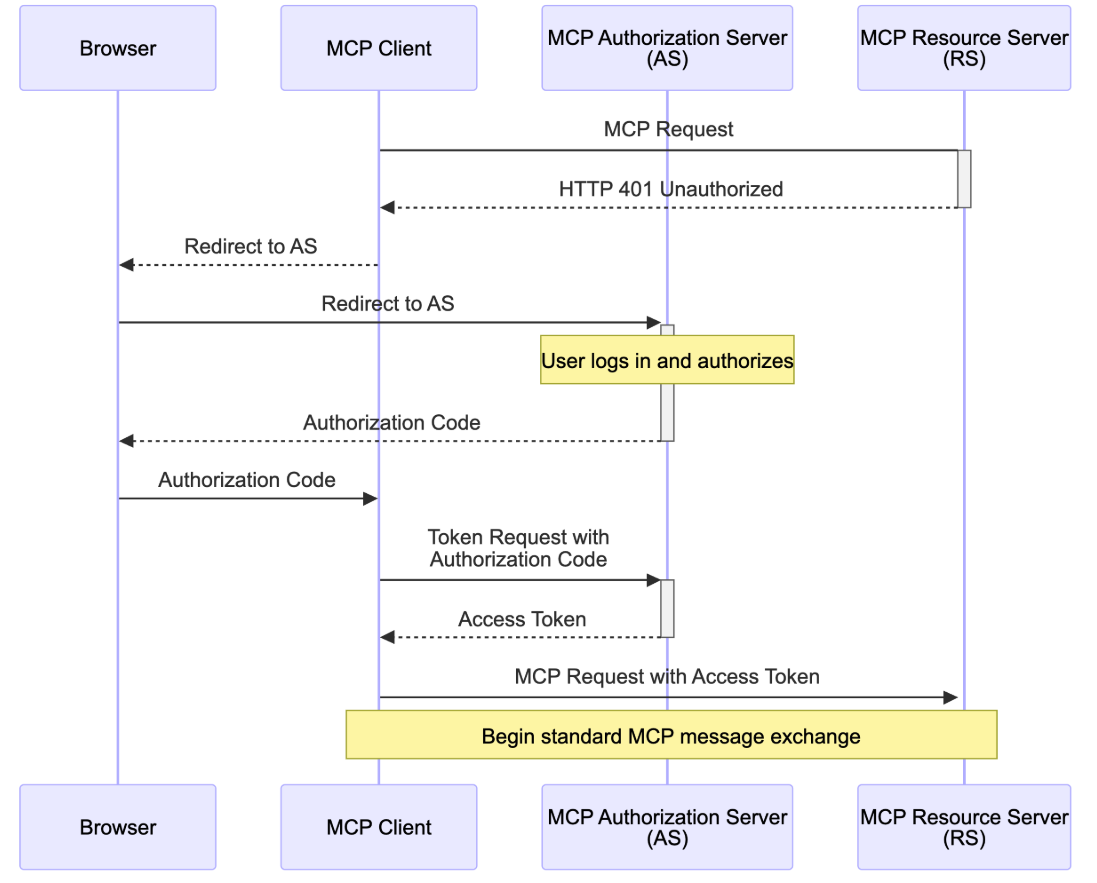 Browser
MCP Client
MCP Authorization Server
(AS)
MCP Resource Server
(RS)
MCP Request
HTTP 401 Unauthorized
Redirect to AS
Redirect to AS
User logs in and authorizes
Authorization Code
Authorization Code
Token Request with
Authorization Code
Access Token
MCP Request with Access Token
Begin standard MCP message exchange
Browser
MCP Client
MCP Authorization Server
(AS)
MCP Resource Server
(RS)